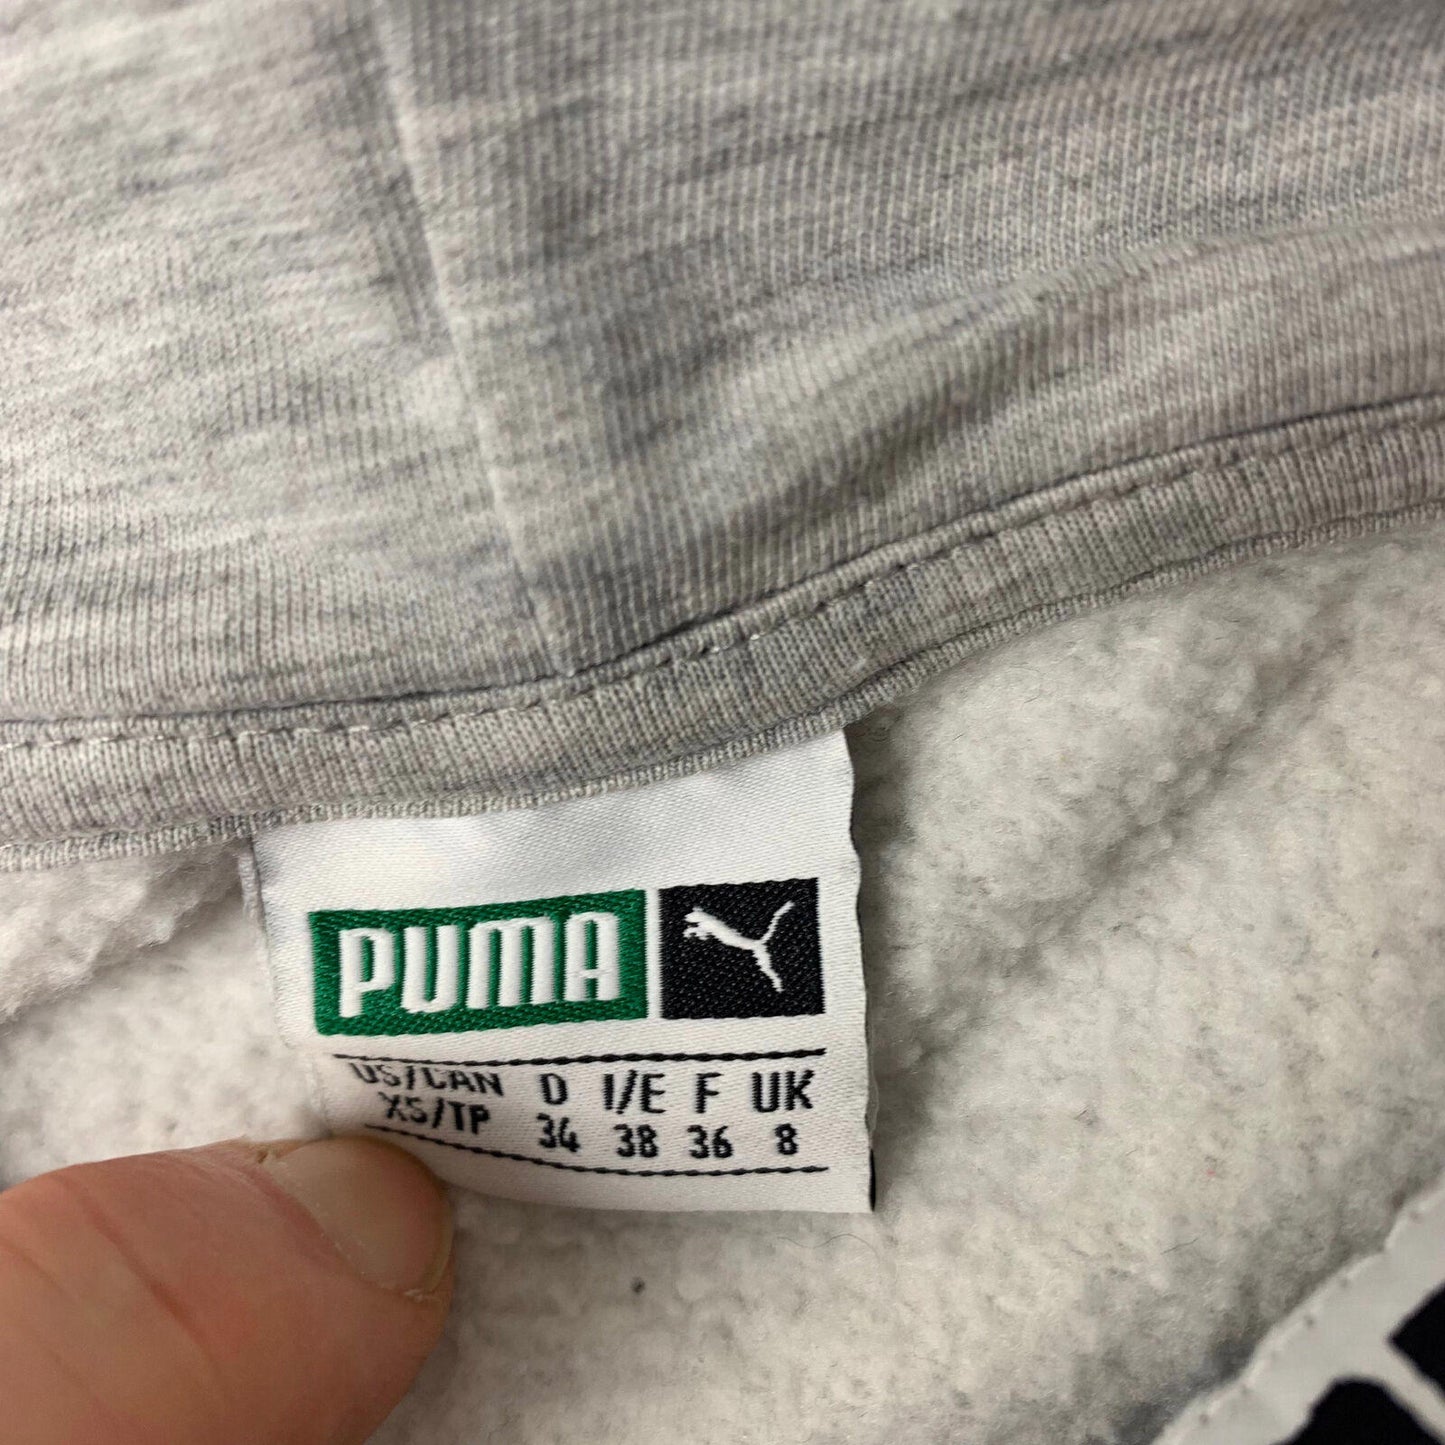 PUMA
US/CAN D I/E F UK
XS/TP 34 38 36 8